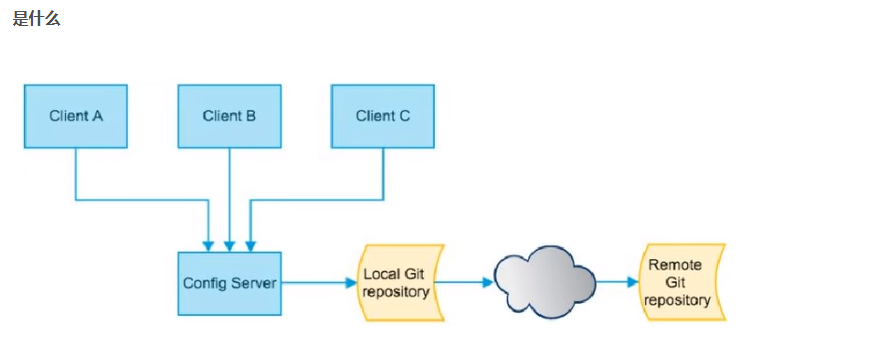 是什么
Client A
Client B
Client C
Config Server
Local Git
repository
Remote
Git
repository